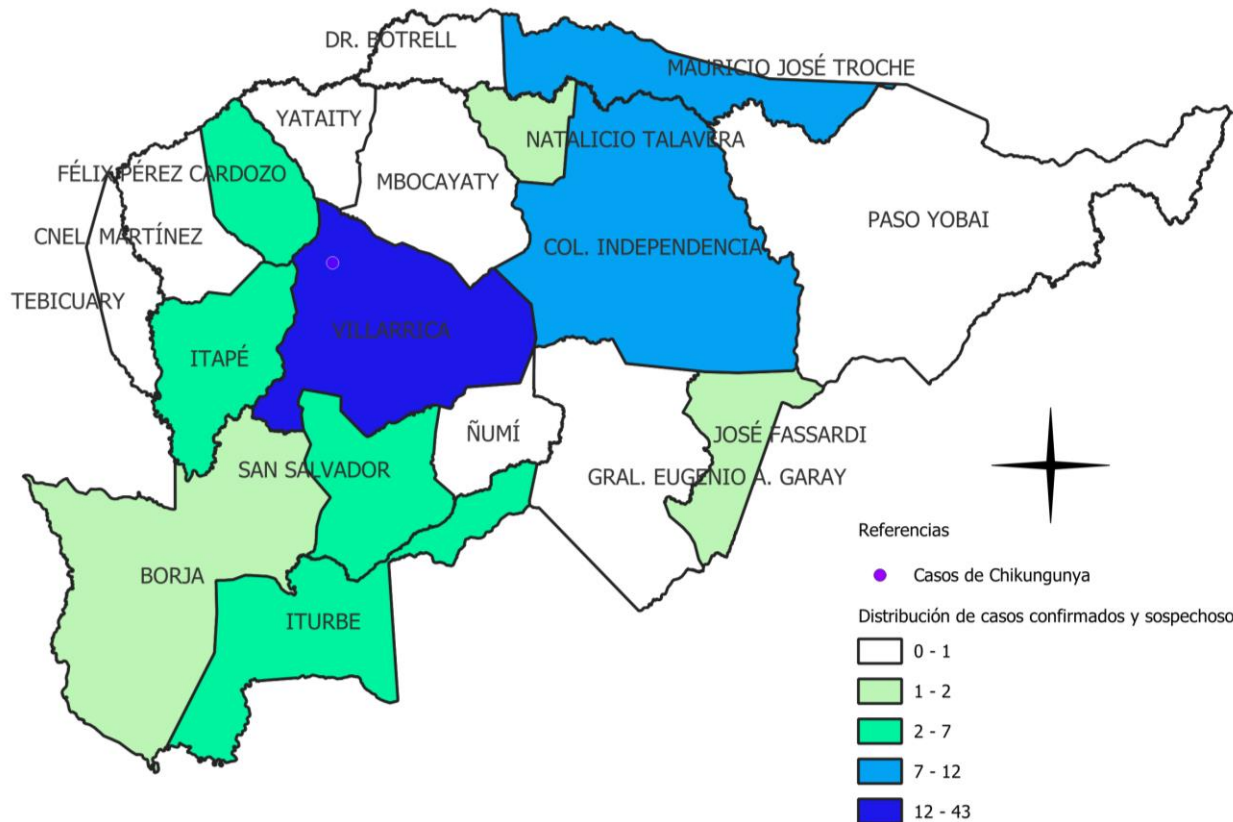 DR. BOTRELL
MAURICIO JOSÉ TROCHE
YATAITY
NATALICIO TALAVERA
FÉLIX PÉREZ CARDOZO
MBOCAYATY
PASO YOBAI
CNEL. MARTÍNEZ
COL. INDEPENDENCIA
TEBICUARY
VILLARRICA
ITAPÉ
ÑUMÍ
JOSÉ FASSARDI
SAN SALVADOR
GRAL. EUGENIO A. GARAY
BORJA
ITURBE
Referencias
Casos de Chikungunya
Distribución de casos confirmados y sospechoso
0 - 1
1 - 2
2 - 7
7 - 12
12 - 43